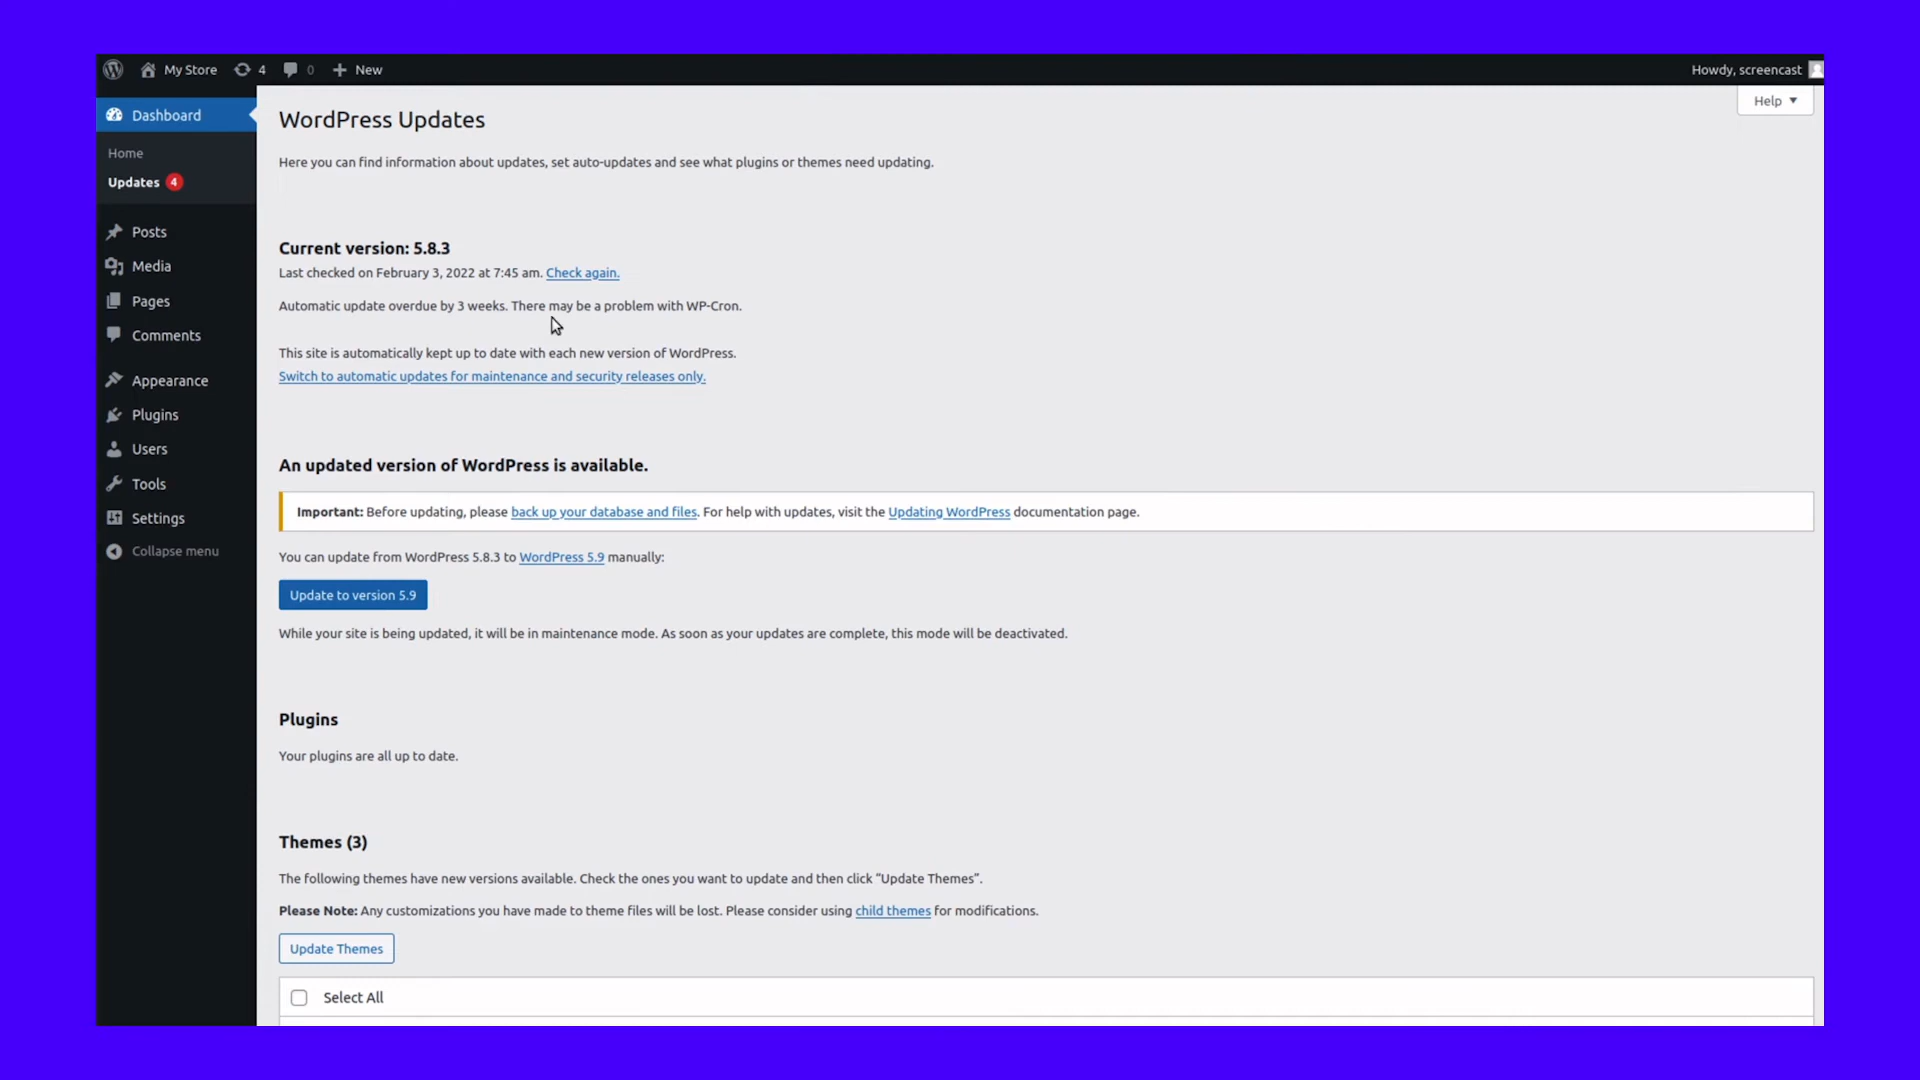 My Store 4 0 New Howdy, screencast
Help
Dashboard
Home
Updates 4
Posts
Media
Pages
Comments
Appearance
Plugins
Users
Tools
Settings
Collapse menu
WordPress Updates
Here you can find information about updates, set auto-updates and see what plugins or themes need updating.
Current version: 5.8.3
Last checked on February 3, 2022 at 7:45 am. Check again.
Automatic update overdue by 3 weeks. There may be a problem with WP-Cron.
This site is automatically kept up to date with each new version of WordPress.
Switch to automatic updates for maintenance and security releases only.
An updated version of WordPress is available.
Important: Before updating, please back up your database and files. For help with updates, visit the Updating WordPress documentation page.
You can update from WordPress 5.8.3 to WordPress 5.9 manually:
Update to version 5.9
While your site is being updated, it will be in maintenance mode. As soon as your updates are complete, this mode will be deactivated.
Plugins
Your plugins are all up to date.
Themes (3)
The following themes have new versions available. Check the ones you want to update and then click “Update Themes”.
Please Note: Any customizations you have made to theme files will be lost. Please consider using child themes for modifications.
Update Themes
Select All